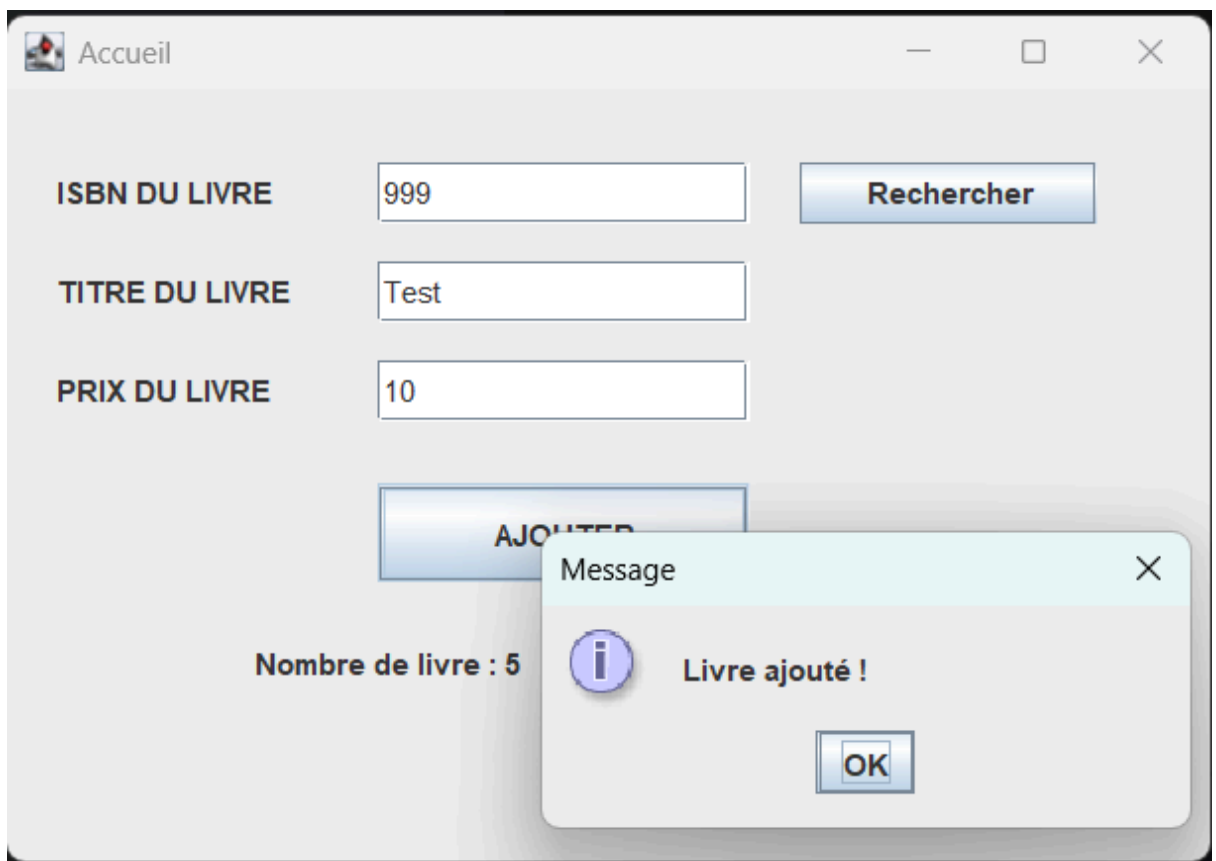 Accueil
ISBN DU LIVRE 999 Rechercher
TITRE DU LIVRE Test
PRIX DU LIVRE 10
AJOUTER
Message
Nombre de livre : 5
Livre ajouté !
OK